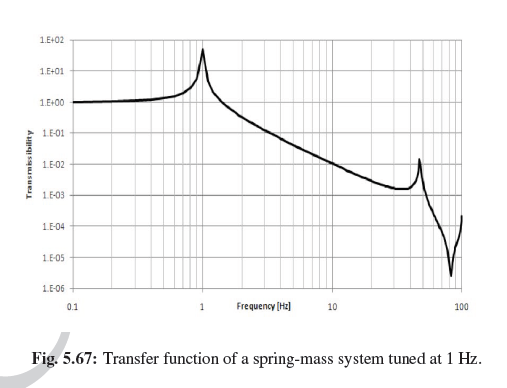 1.E+02
1.E+01
1.E+00
1.E-01
1.E-02
1.E-03
1.E-04
1.E-05
1.E-06
Transmissibility
0.1 1 Frequency [Hz] 10 100
Fig. 5.67: Transfer function of a spring-mass system tuned at 1 Hz.